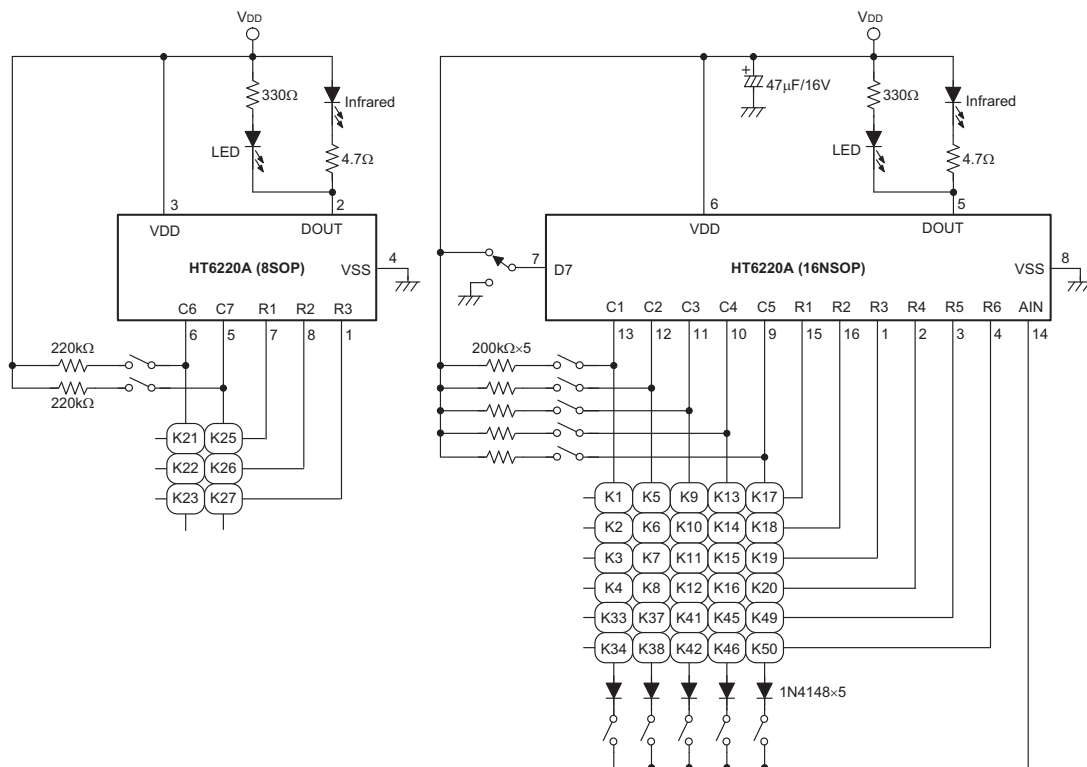 VDD
330Ω
Infrared
LED
4.7Ω
3
2
VDD
DOUT
HT6220A (8SOP)
VSS
4
C6
C7
R1
R2
R3
6
5
7
8
1
220kΩ
220kΩ
K21
K25
K22
K26
K23
K27
VDD
47μF/16V
330Ω
Infrared
LED
4.7Ω
6
5
VDD
DOUT
7
D7
HT6220A (16NSOP)
VSS
8
C1
C2
C3
C4
C5
R1
R2
R3
R4
R5
R6
AIN
13
12
11
10
9
15
16
1
2
3
4
14
200kΩ×5
K1
K5
K9
K13
K17
K2
K6
K10
K14
K18
K3
K7
K11
K15
K19
K4
K8
K12
K16
K20
K33
K37
K41
K45
K49
K34
K38
K42
K46
K50
1N4148×5